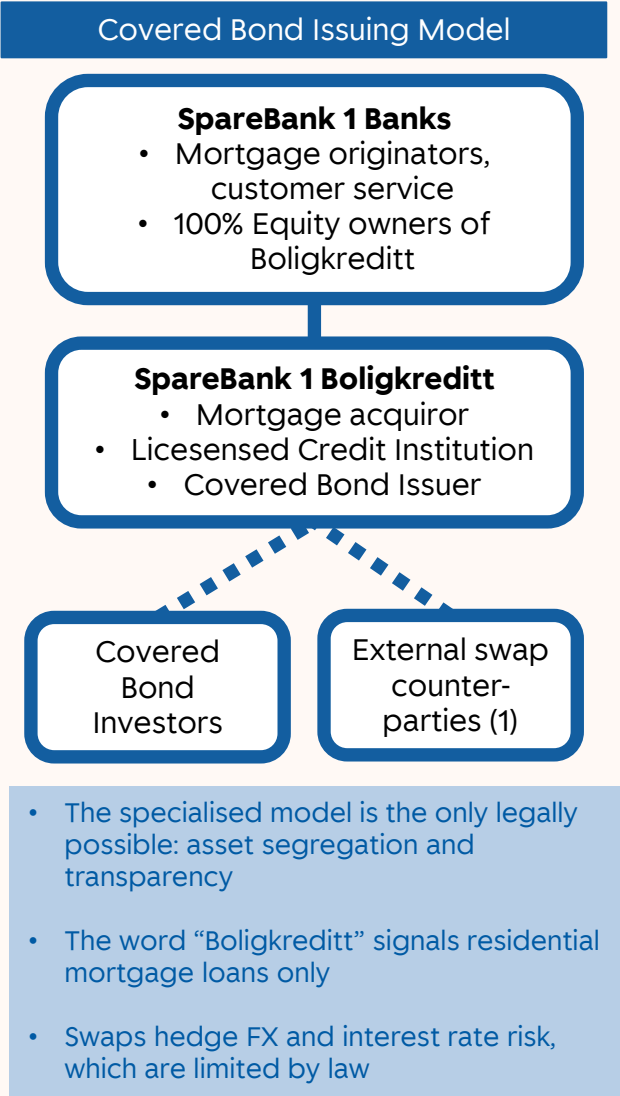 Covered Bond Issuing Model
SpareBank 1 Banks
• Mortgage originators,
customer service
• 100% Equity owners of
Boligkreditt
SpareBank 1 Boligkreditt
• Mortgage acquiror
• Licesensed Credit Institution
• Covered Bond Issuer
Covered
Bond
Investors
External swap
counter-
parties (1)
• The specialised model is the only legally
possible: asset segregation and
transparency
• The word “Boligkreditt” signals residential
mortgage loans only
• Swaps hedge FX and interest rate risk,
which are limited by law